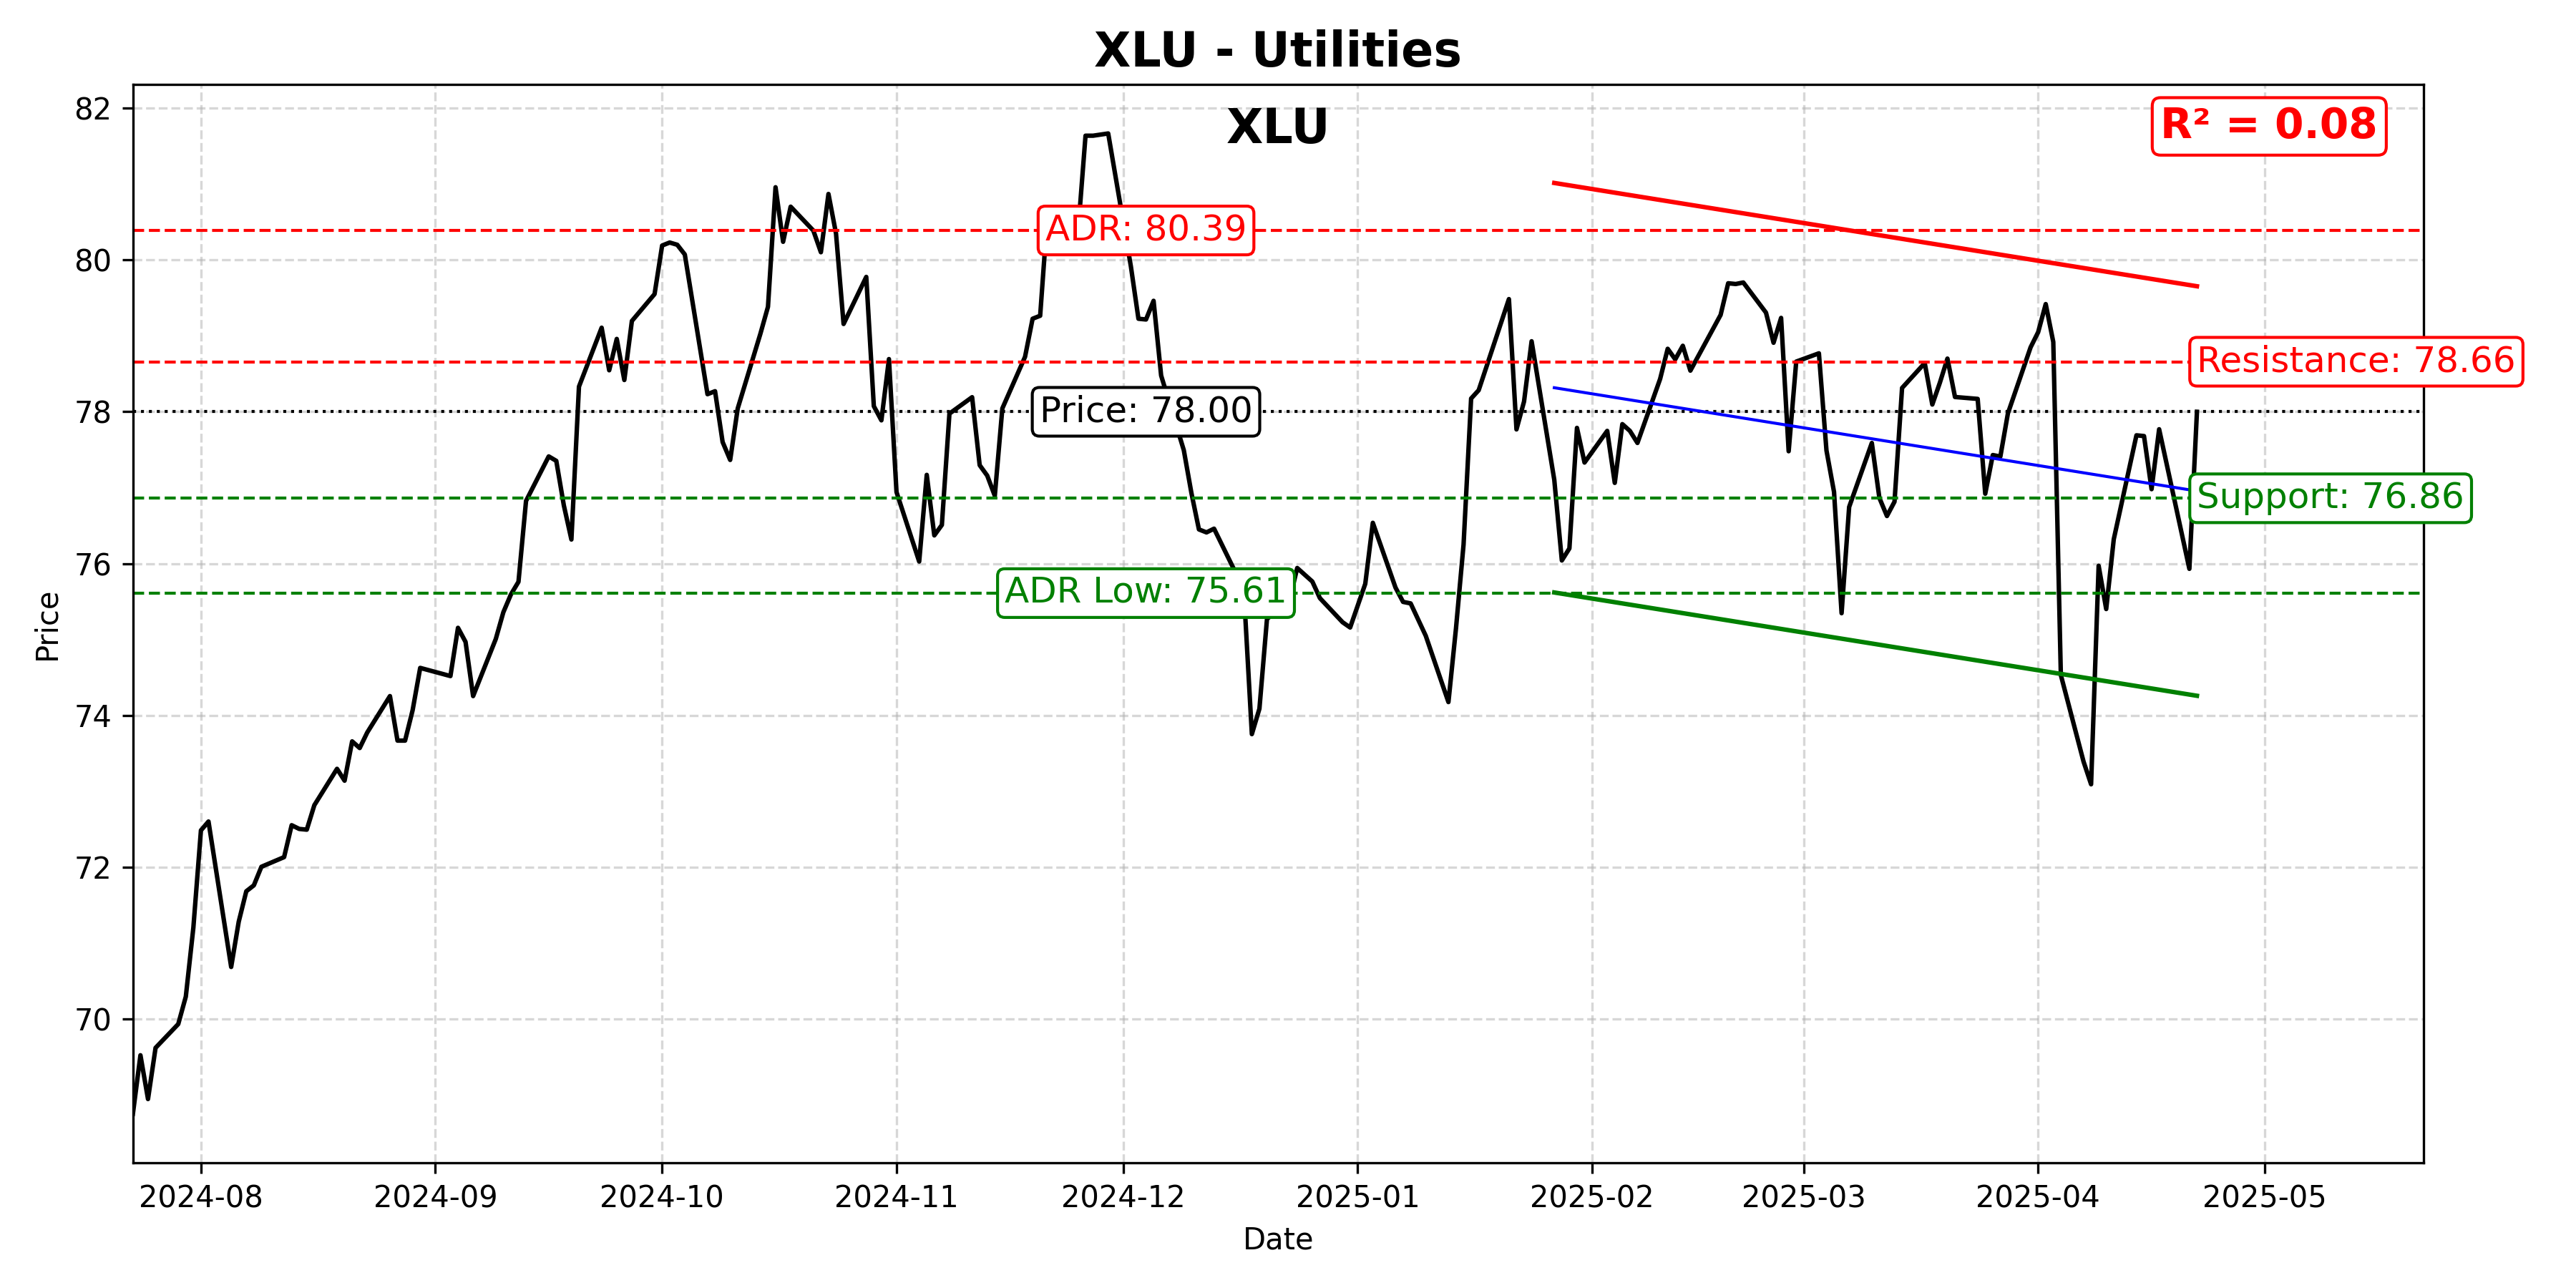 XLU - Utilities
XLU
R² = 0.08
82
80
78
76
74
72
70
Price
ADR: 80.39
Resistance: 78.66
Price: 78.00
Support: 76.86
ADR Low: 75.61
2024-08
2024-09
2024-10
2024-11
2024-12
2025-01
2025-02
2025-03
2025-04
2025-05
Date